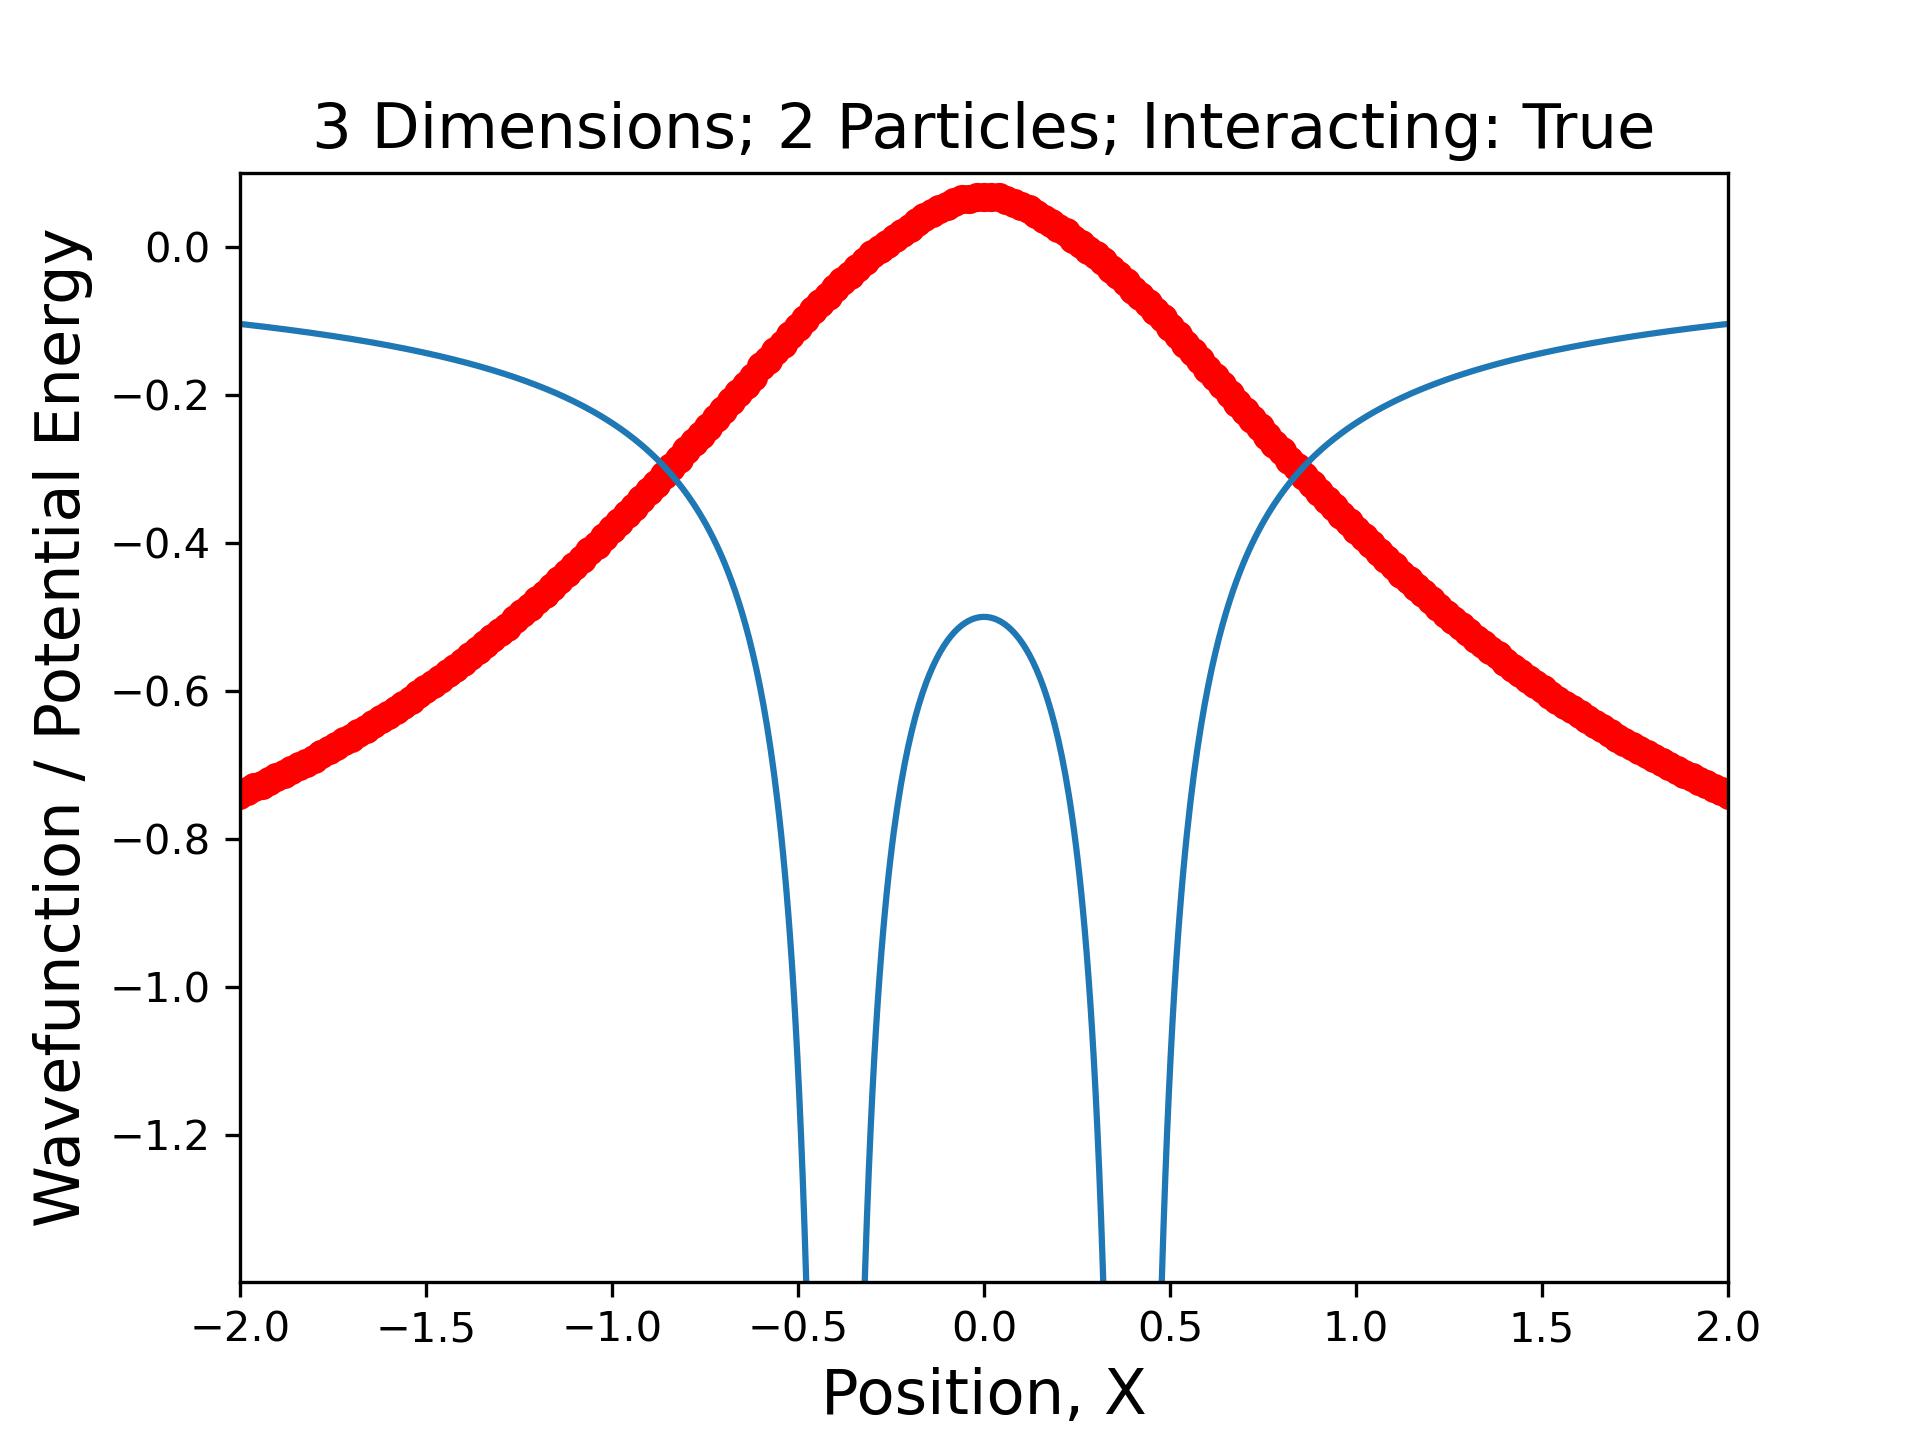 3 Dimensions; 2 Particles; Interacting: True
Wavefunction / Potential Energy
0.0
−0.2
−0.4
−0.6
−0.8
−1.0
−1.2
−2.0 −1.5 −1.0 −0.5 0.0 0.5 1.0 1.5 2.0
Position, X